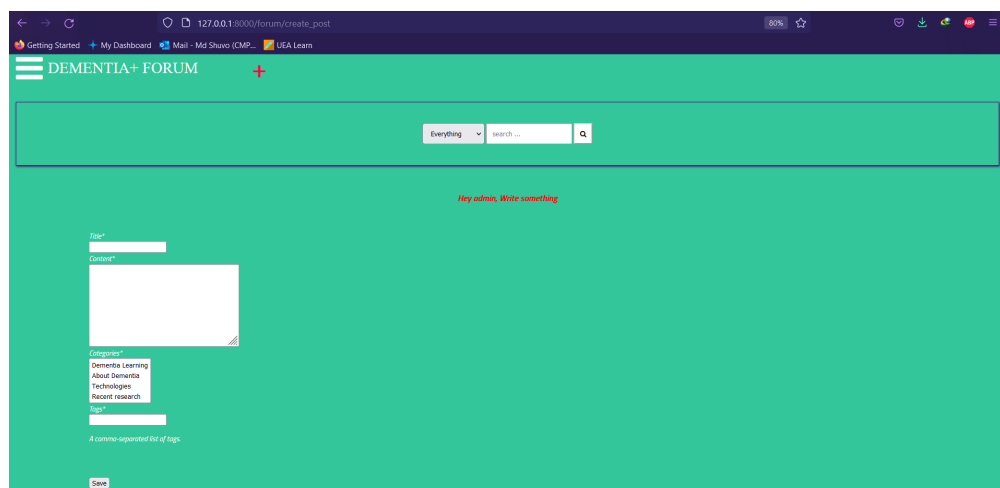 127.0.0.1:8000/forum/create_post
80%
Getting Started My Dashboard Mail - Md Shuvo (CMP... UEA Learn
DEMENTIA+ FORUM +
Everything search ...
Hey admin, Write something
Title*
Content*
Categories*
Dementia Learning
About Dementia
Technologies
Recent research
Tags*
A comma-separated list of tags.
Save